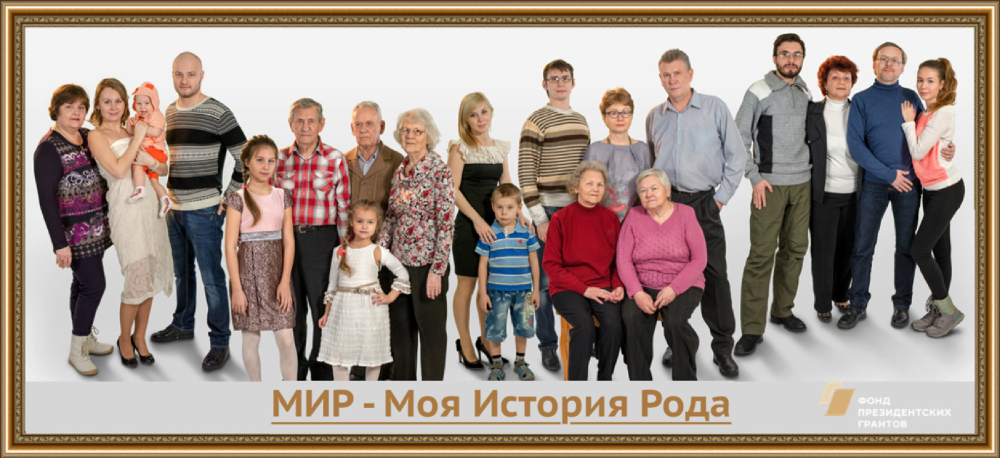 МИР - Моя История Рода
ФОНД
ПРЕЗИДЕНТСКИХ
ГРАНТОВ